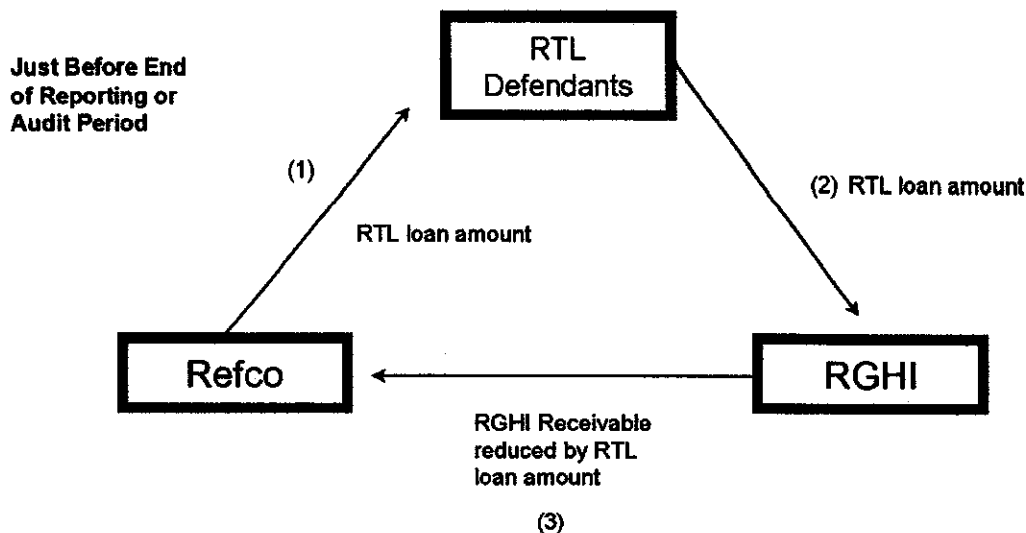 RTL
Defendants
Just Before End
of Reporting or
Audit Period
(1)
(2) RTL loan amount
RTL loan amount
Refco
RGHI
RGHI Receivable
reduced by RTL
loan amount
(3)